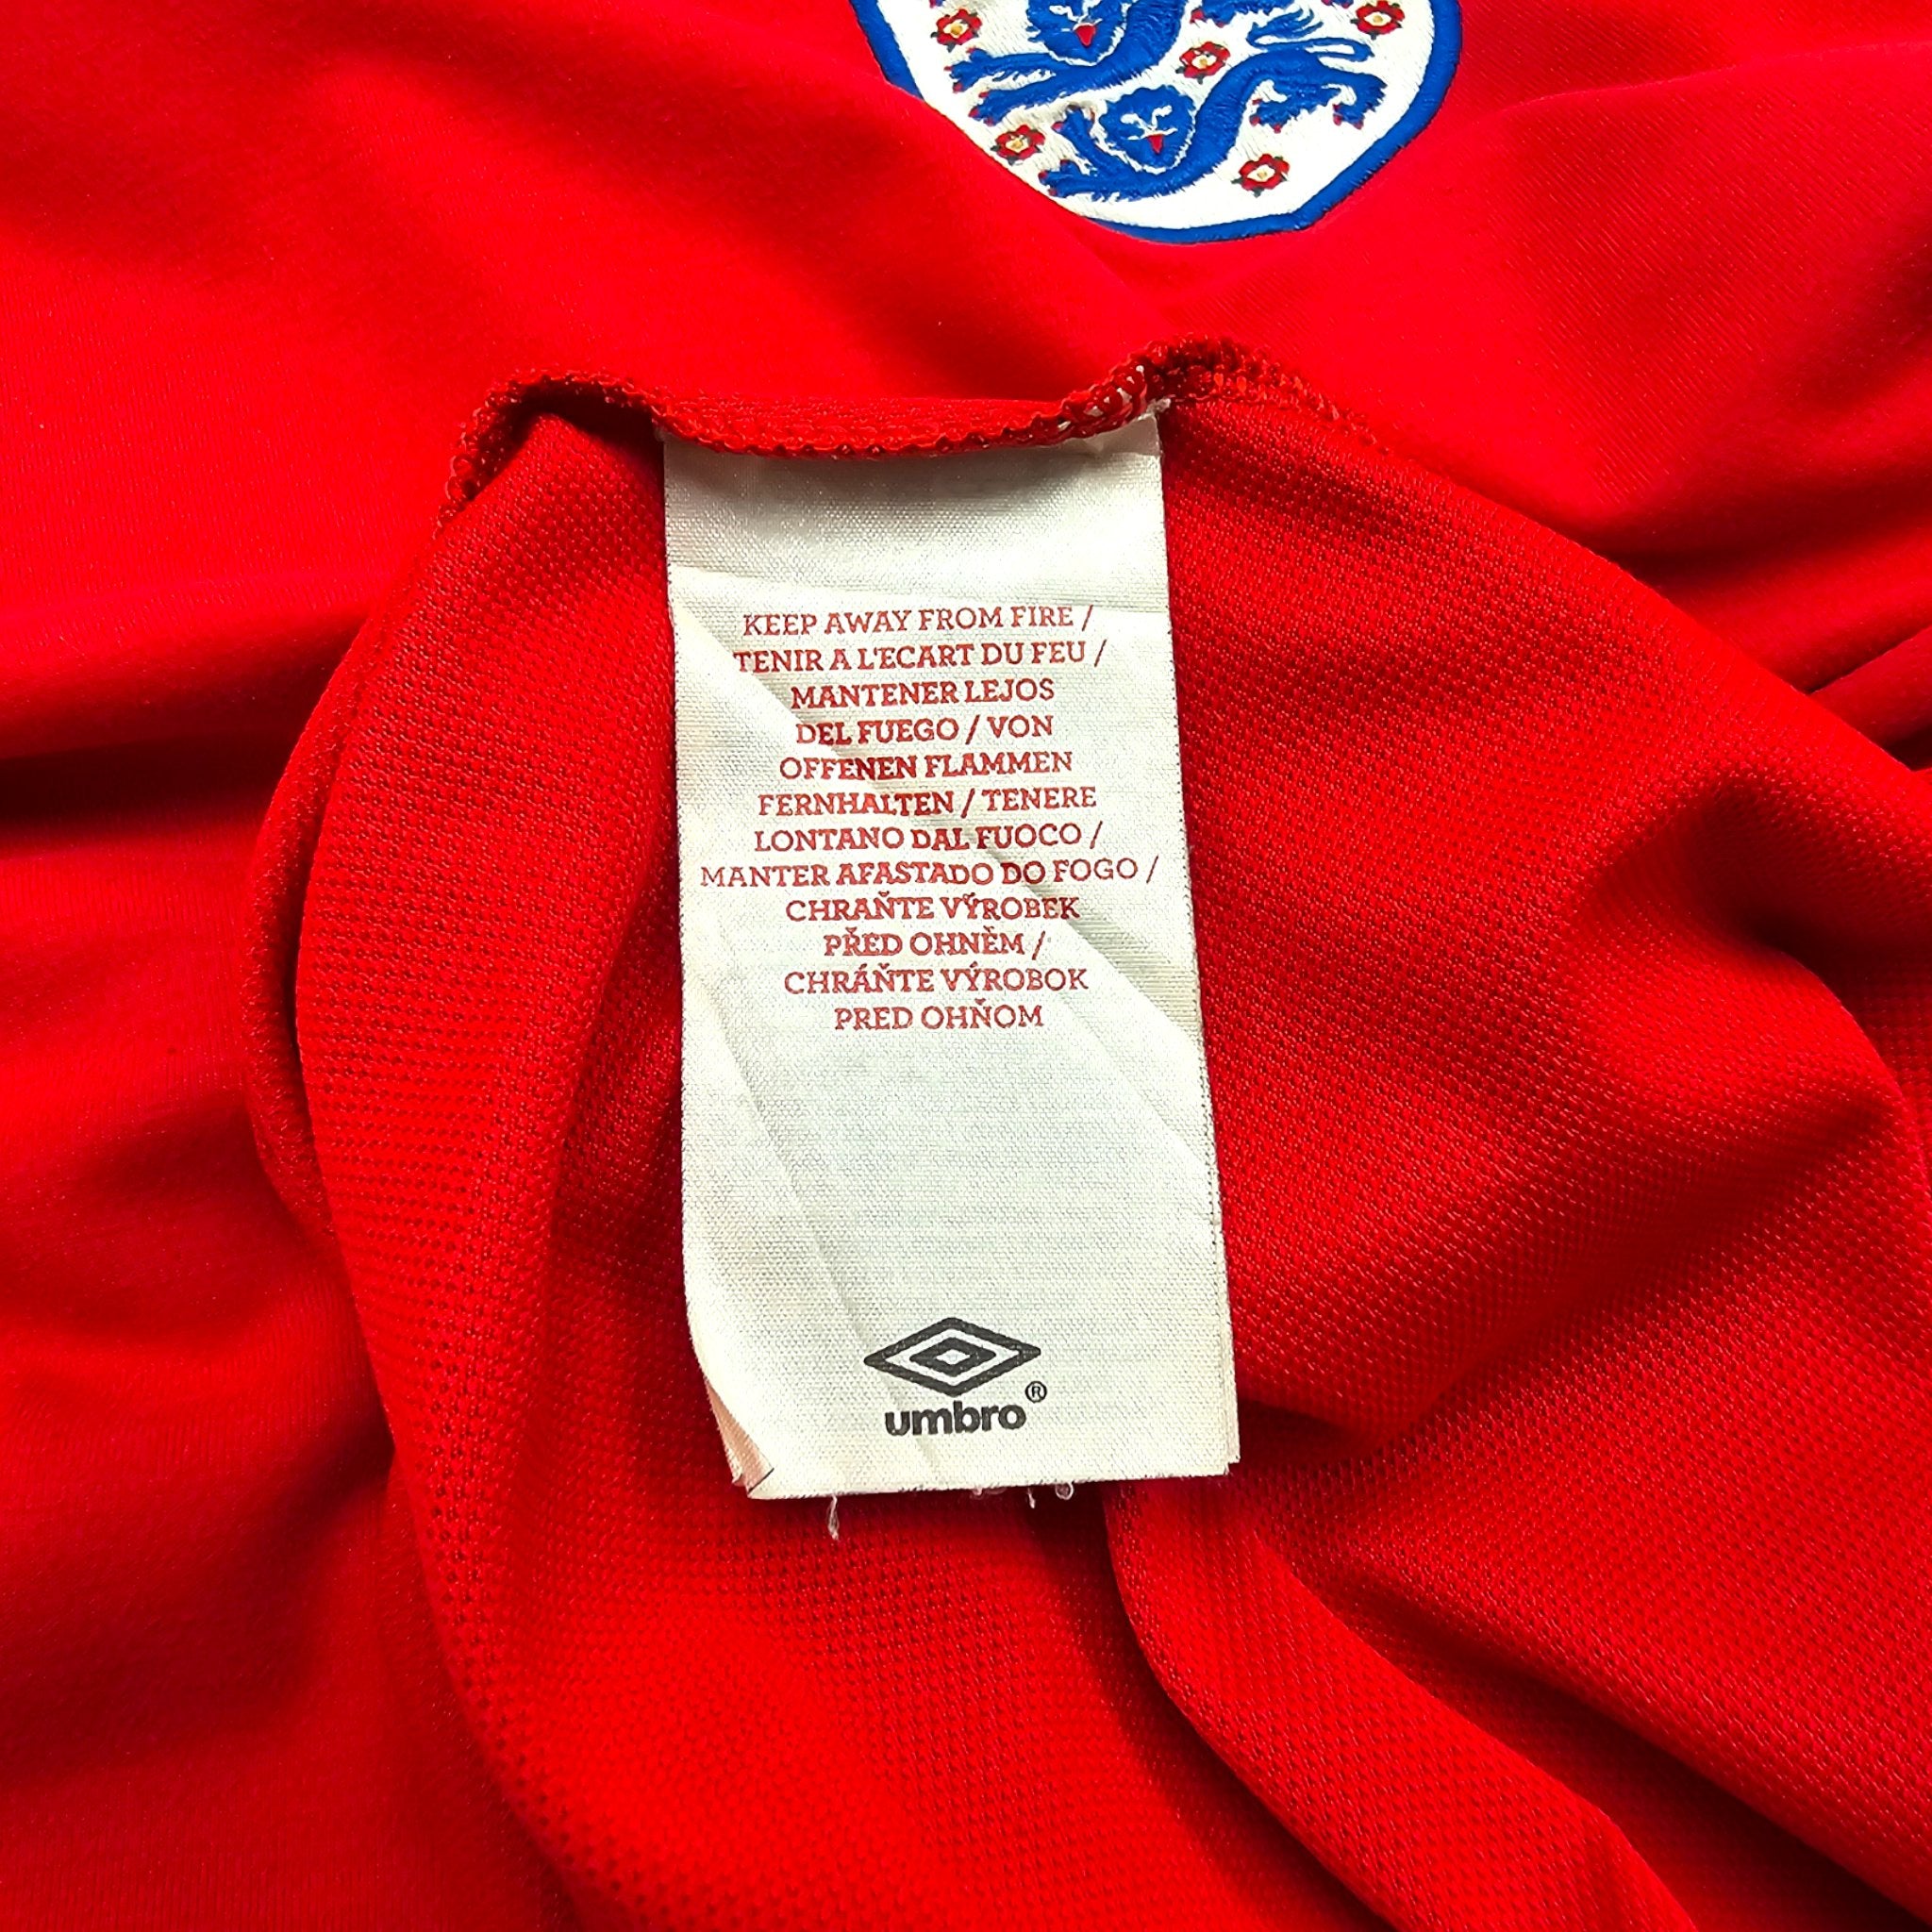 KEEP AWAY FROM FIRE /
TENIR A L'ECART DU FEU /
MANTENER LEJOS
DEL FUEGO / VON
OFFENEN FLAMMEN
FERNHALTEN / TENERE
LONTANO DAL FUOCO /
MANTER AFASTADO DO FOGO /
CHRAŇTE VÝROBEK
PŘED OHNĚM /
CHRÁŇTE VÝROBOK
PRED OHŇOM
umbro®